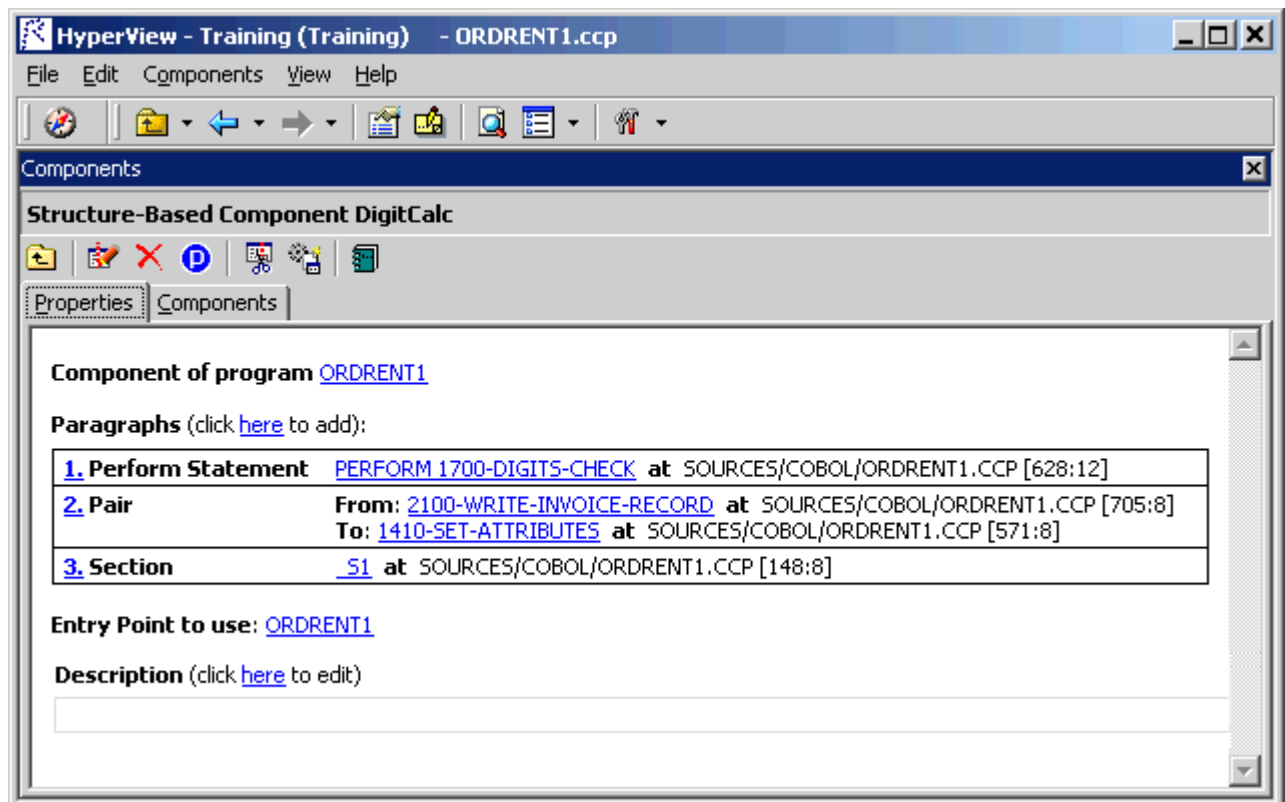 HyperView - Training (Training) - ORDRENT1.ccp
File Edit Components View Help
Components
Structure-Based Component DigitCalc
P
Properties Components
Component of program ORDRENT1
Paragraphs (click here to add):
1. Perform Statement PERFORM 1700-DIGITS-CHECK at SOURCES/COBOL/ORDRENT1.CCP [628:12]
2. Pair From: 2100-WRITE-INVOICE-RECORD at SOURCES/COBOL/ORDRENT1.CCP [705:8]
To: 1410-SET-ATTRIBUTES at SOURCES/COBOL/ORDRENT1.CCP [571:8]
3. Section _S1 at SOURCES/COBOL/ORDRENT1.CCP [148:8]
Entry Point to use: ORDRENT1
Description (click here to edit)